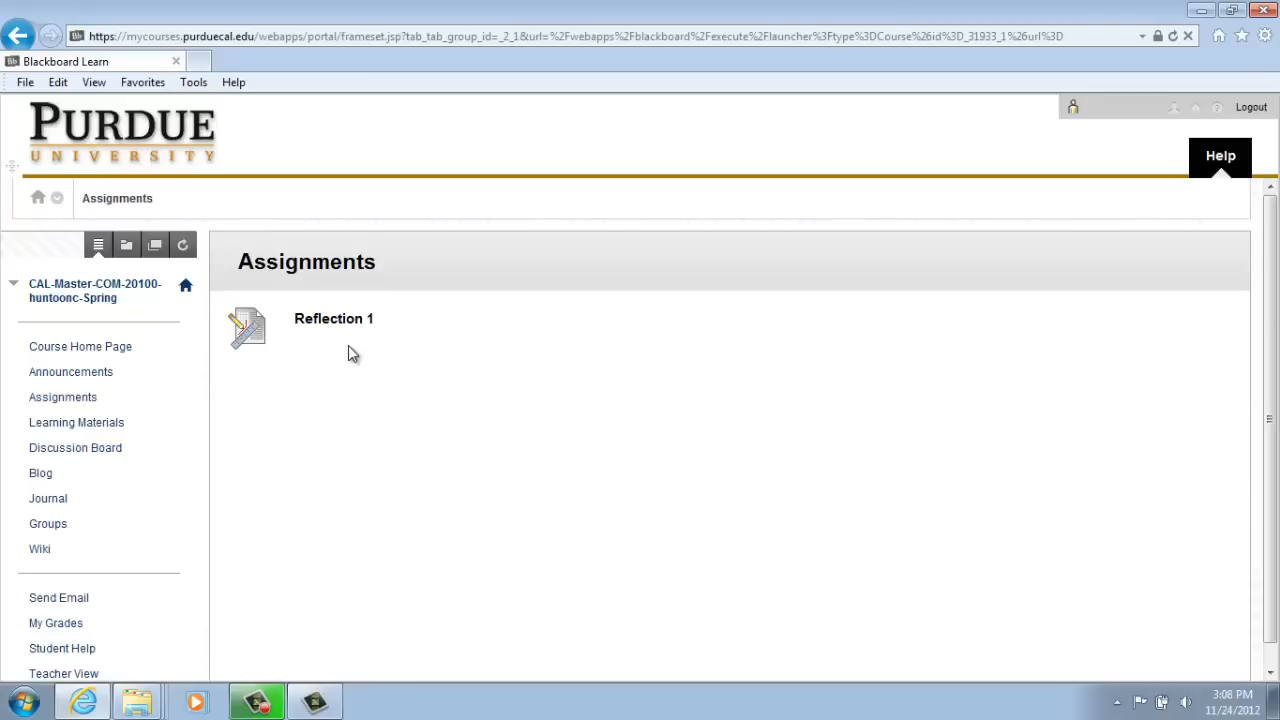 https://mycourses.purduecal.edu/webapps/portal/frameset.jsp?tab_tab_group_id=_2_1&url=%2Fwebapps%2Fblackboard%2Fexecute%2Flauncher%3Ftype%3DCourse%26id%3D_31933_1%26url%3D
Blackboard Learn
File Edit View Favorites Tools Help
PURDUE
UNIVERSITY
Logout
Help
Assignments
CAL-Master-COM-20100-
huntoonc-Spring
Course Home Page
Announcements
Assignments
Learning Materials
Discussion Board
Blog
Journal
Groups
Wiki
Send Email
My Grades
Student Help
Teacher View
Assignments
Reflection 1
3:08 PM
11/24/2012